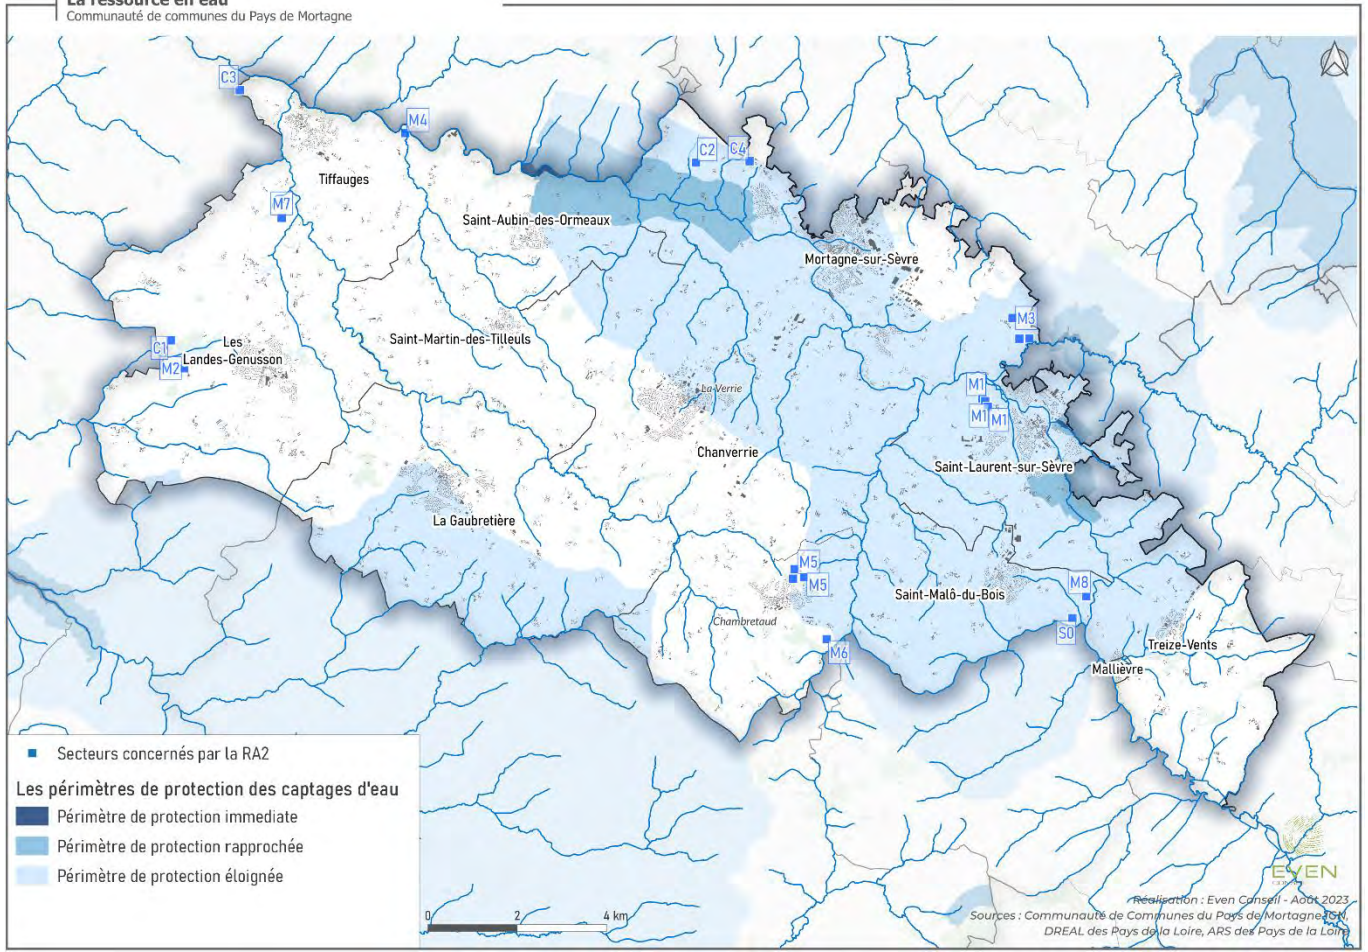 La ressource en eau
Communauté de communes du Pays de Mortagne
C3
M4
C2
C4
Tiffauges
M7
Saint-Aubin-des-Ormeaux
Mortagne-sur-Sèvre
M3
Les
Landes-Genusson
Saint-Martin-des-Tilleuls
C1
M2
La Verrie
M1
M1
M1
Chanverrie
Saint-Laurent-sur-Sèvre
La Gaubretière
M5
M5
M8
Saint-Malô-du-Bois
Chambretaud
S0
Treize-Vents
M6
Mallièvre
Secteurs concernés par la RA2
Les périmètres de protection des captages d'eau
Périmètre de protection immediate
Périmètre de protection rapprochée
Périmètre de protection éloignée
0 2 4 km
EVEN
Réalisation : Even Conseil - Août 2023
Sources : Communauté de Communes du Pays de Mortagne, IGN,
DREAL des Pays de la Loire, ARS des Pays de la Loire